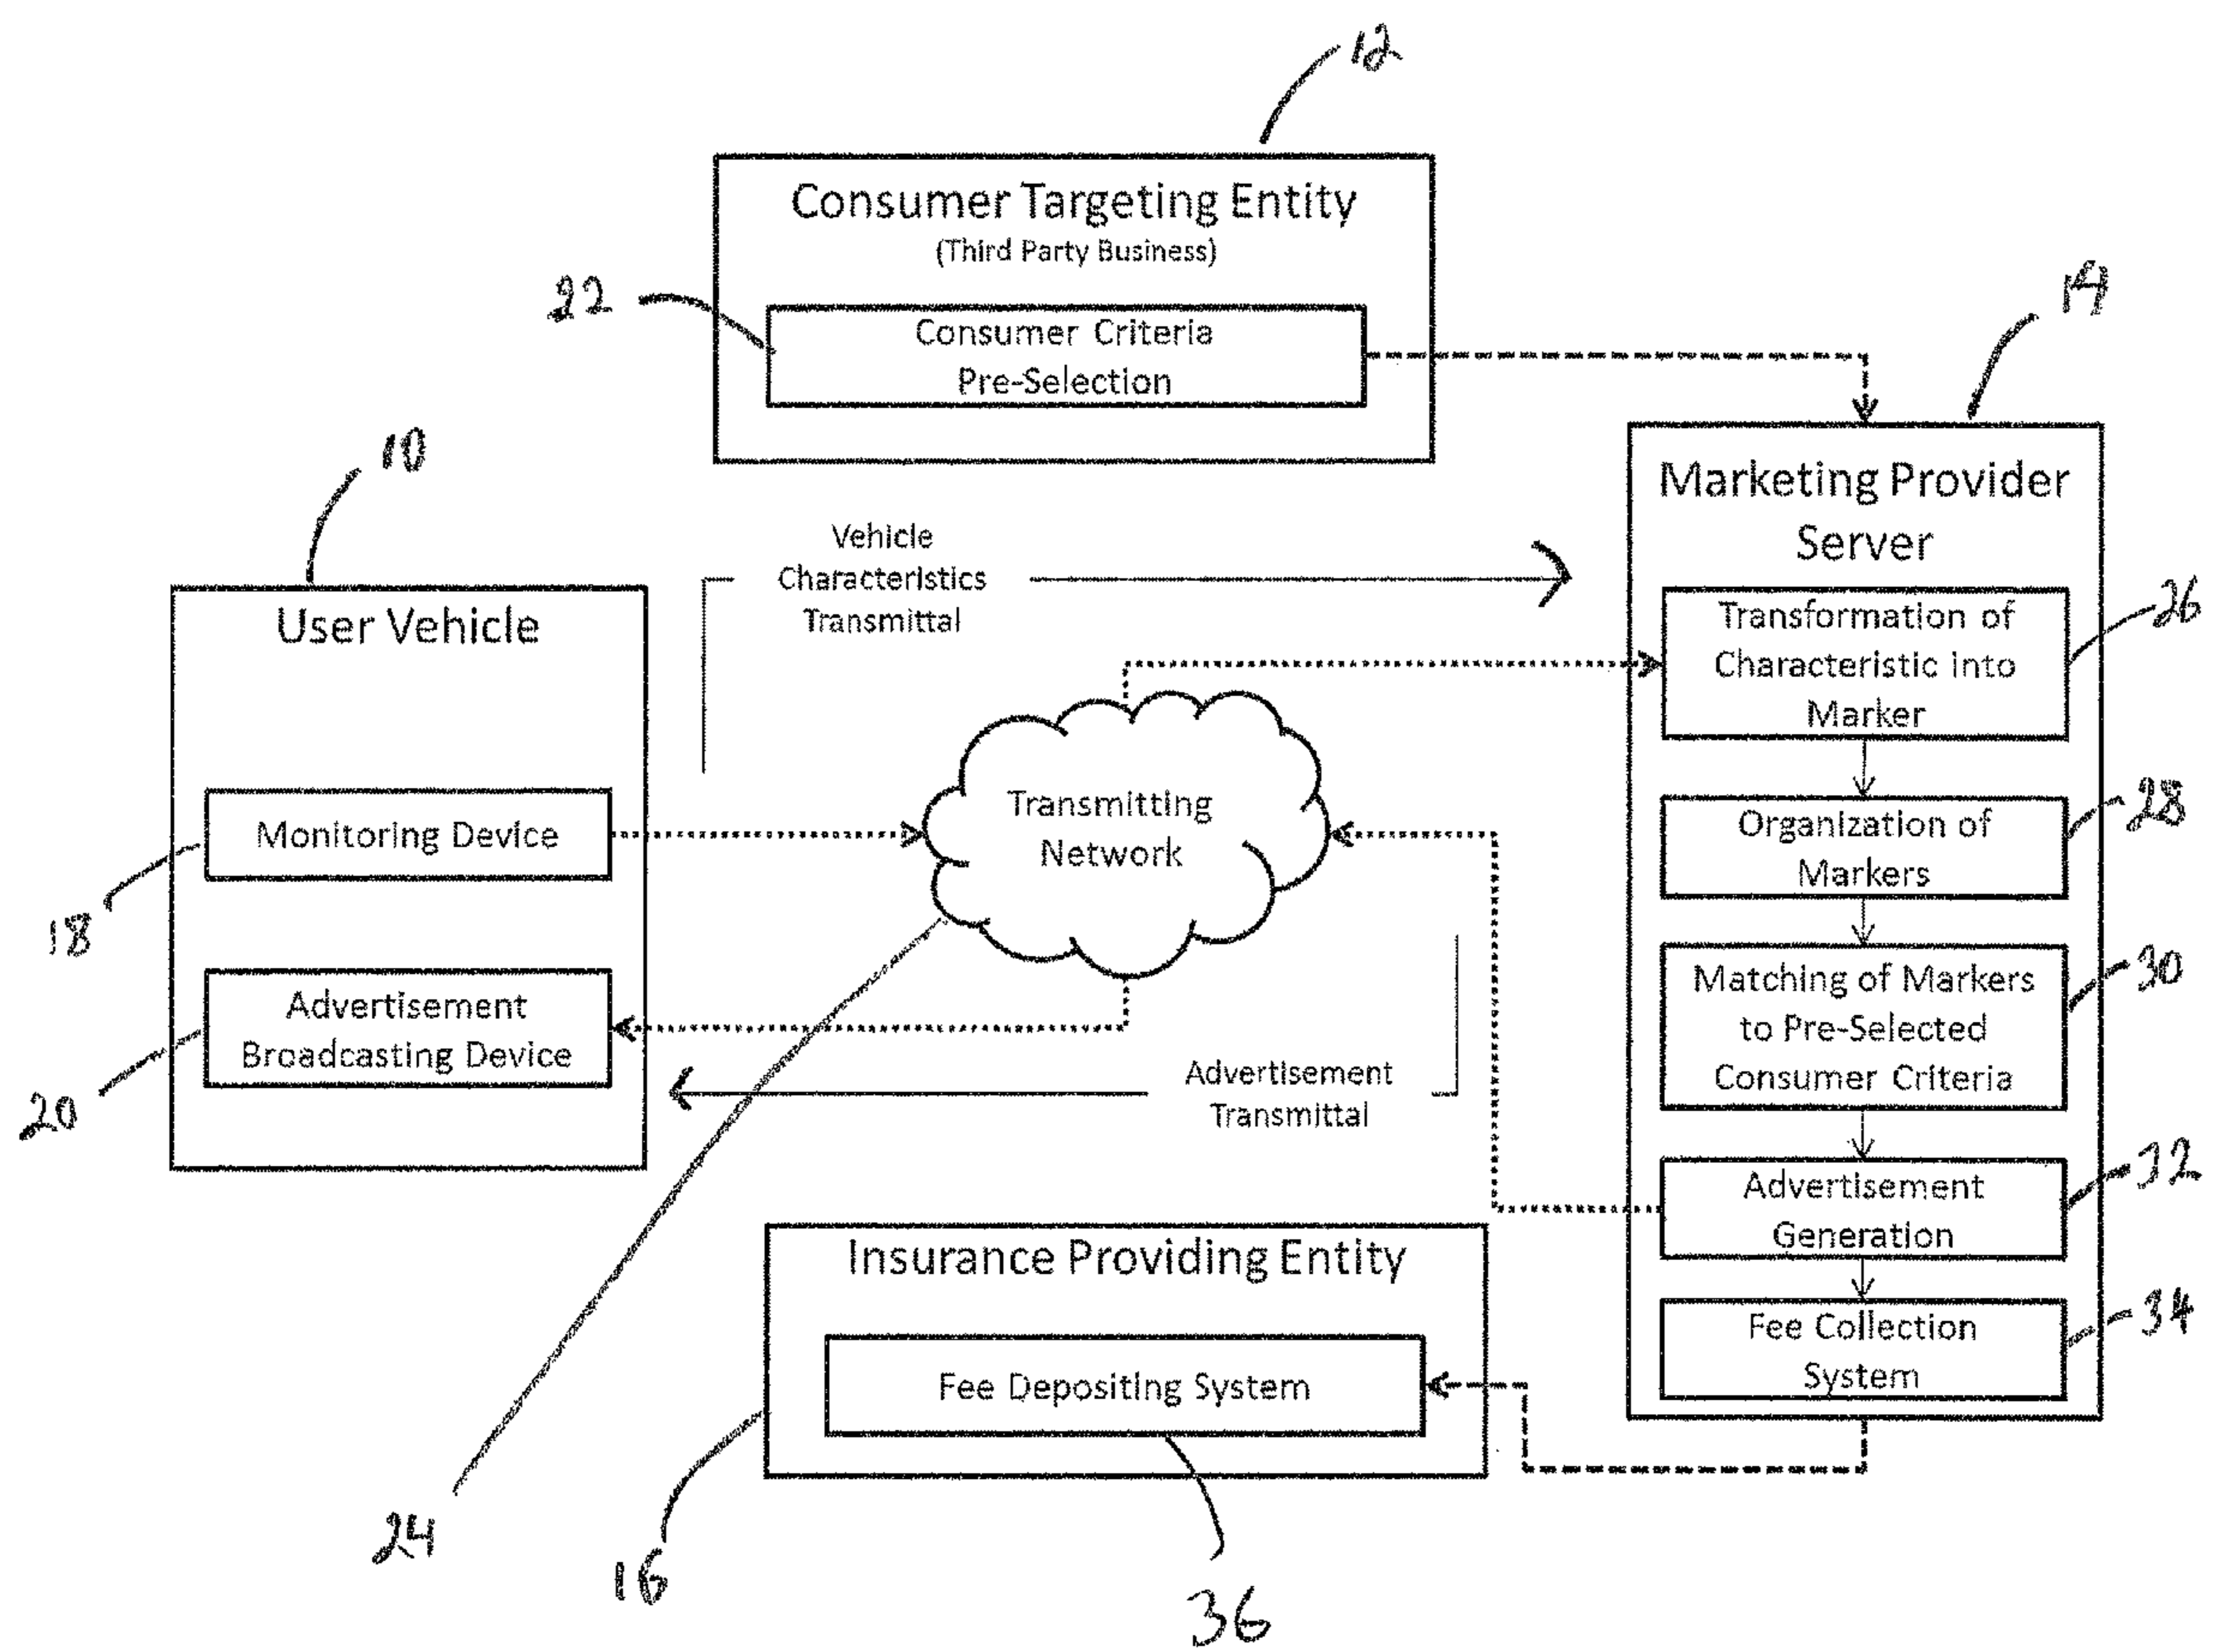 12
Consumer Targeting Entity
(Third Party Business)
22
Consumer Criteria
Pre-Selection
14
10
Marketing Provider
Server
Vehicle
Characteristics
Transmittal
User Vehicle
26
Transformation of
Characteristic into
Marker
Transmitting
Network
28
Organization of
Markers
Monitoring Device
18
30
Matching of Markers
to Pre-Selected
Consumer Criteria
Advertisement
Broadcasting Device
20
Advertisement
Transmittal
32
Advertisement
Generation
Insurance Providing Entity
34
Fee Collection
System
Fee Depositing System
24
16
36